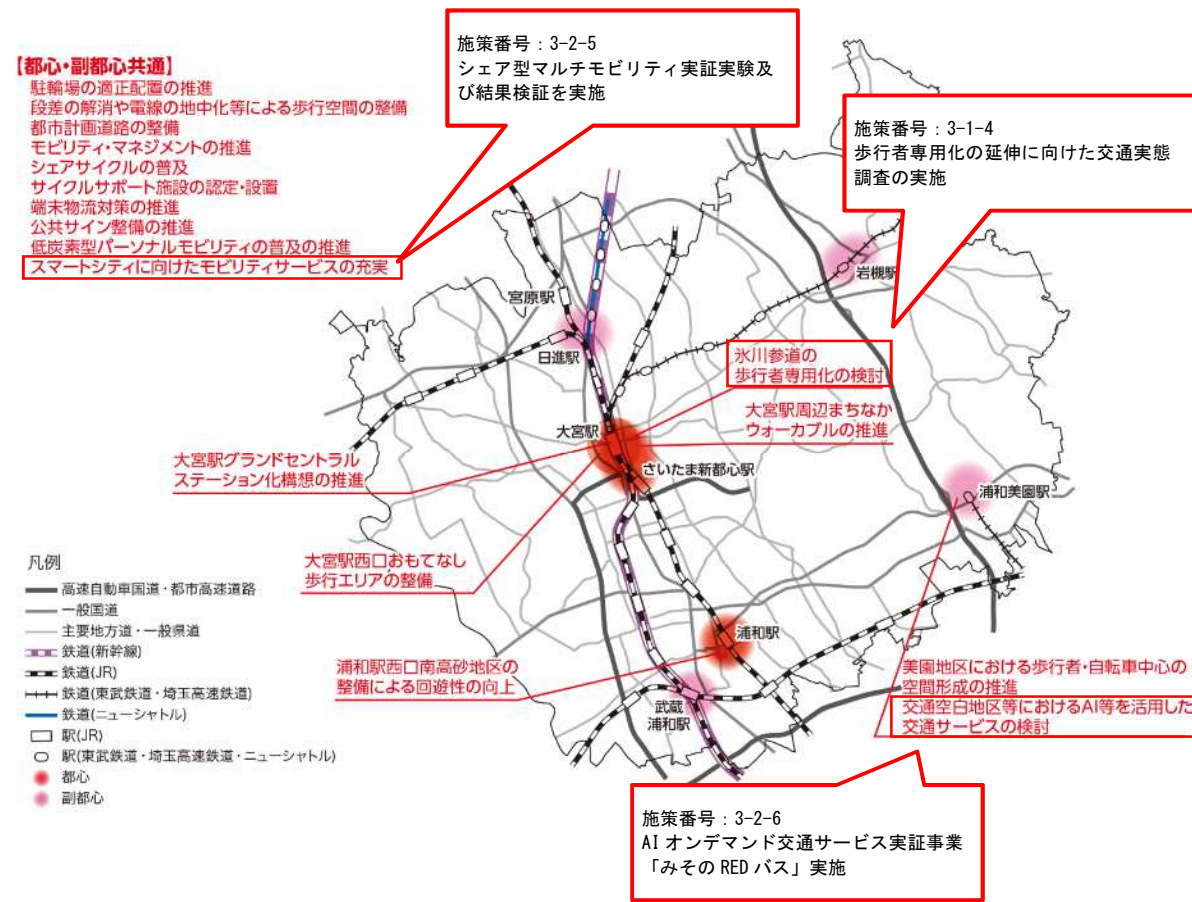 【都心・副都心共通】
駐輪場の適正配置の推進
段差の解消や電線の地中化等による歩行空間の整備
都市計画道路の整備
モビリティ・マネジメントの推進
シェアサイクルの普及
サイクルサポート施設の認定・設置
端末物流対策の推進
公共サイン整備の推進
低炭素型パーソナルモビリティの普及の推進
スマートシティに向けたモビリティサービスの充実
施策番号：3-2-5
シェア型マルチモビリティ実証実験及
び結果検証を実施
施策番号：3-1-4
歩行者専用化の延伸に向けた交通実態
調査の実施
岩槻駅
宮原駅
日進駅
氷川参道の
歩行者専用化の検討
大宮駅周辺まちなか
ウォーカブルの推進
大宮駅
さいたま新都心駅
大宮駅グランドセントラル
ステーション化構想の推進
浦和美園駅
大宮駅西口おもてなし
歩行エリアの整備
浦和駅
浦和駅西口南高砂地区の
整備による回遊性の向上
武蔵
浦和駅
美園地区における歩行者・自転車中心の
空間形成の推進
交通空白地区等におけるAI等を活用した
交通サービスの検討
凡例
高速自動車国道・都市高速道路
一般国道
主要地方道・一般県道
鉄道(新幹線)
鉄道(JR)
鉄道(東武鉄道・埼玉高速鉄道)
鉄道(ニューシャトル)
駅(JR)
駅(東武鉄道・埼玉高速鉄道・ニューシャトル)
都心
副都心
施策番号：3-2-6
AI オンデマンド交通サービス実証事業
「みその RED バス」実施